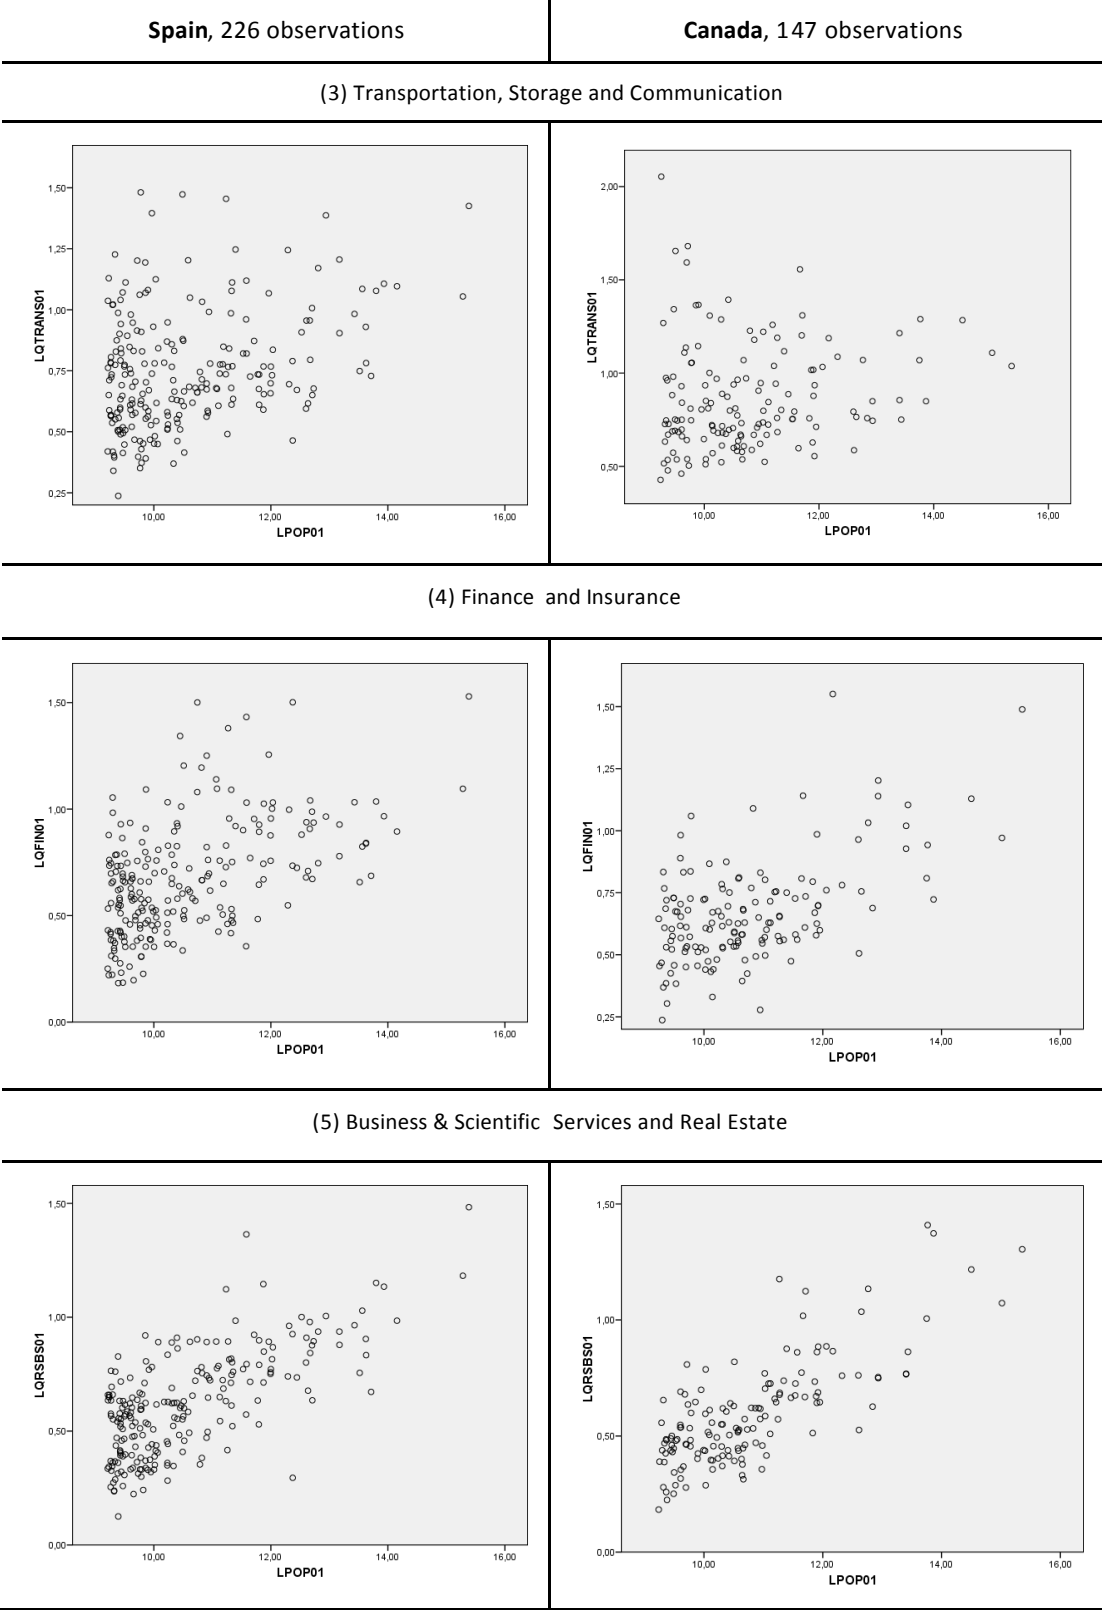 Spain, 226 observations
Canada, 147 observations
(3) Transportation, Storage and Communication
LQTRANS01
1,50
1,25
1,00
0,75
0,50
0,25
10,00 12,00 14,00 16,00
LPOP01
LQTRANS01
2,00
1,50
1,00
0,50
10,00 12,00 14,00 16,00
LPOP01
(4) Finance and Insurance
LQFIN01
1,50
1,00
0,50
0,00
10,00 12,00 14,00 16,00
LPOP01
LQFIN01
1,50
1,25
1,00
0,75
0,50
0,25
10,00 12,00 14,00 16,00
LPOP01
(5) Business & Scientific Services and Real Estate
LQRSBS01
1,50
1,00
0,50
0,00
10,00 12,00 14,00 16,00
LPOP01
LQRSBS01
1,50
1,00
0,50
0,00
10,00 12,00 14,00 16,00
LPOP01